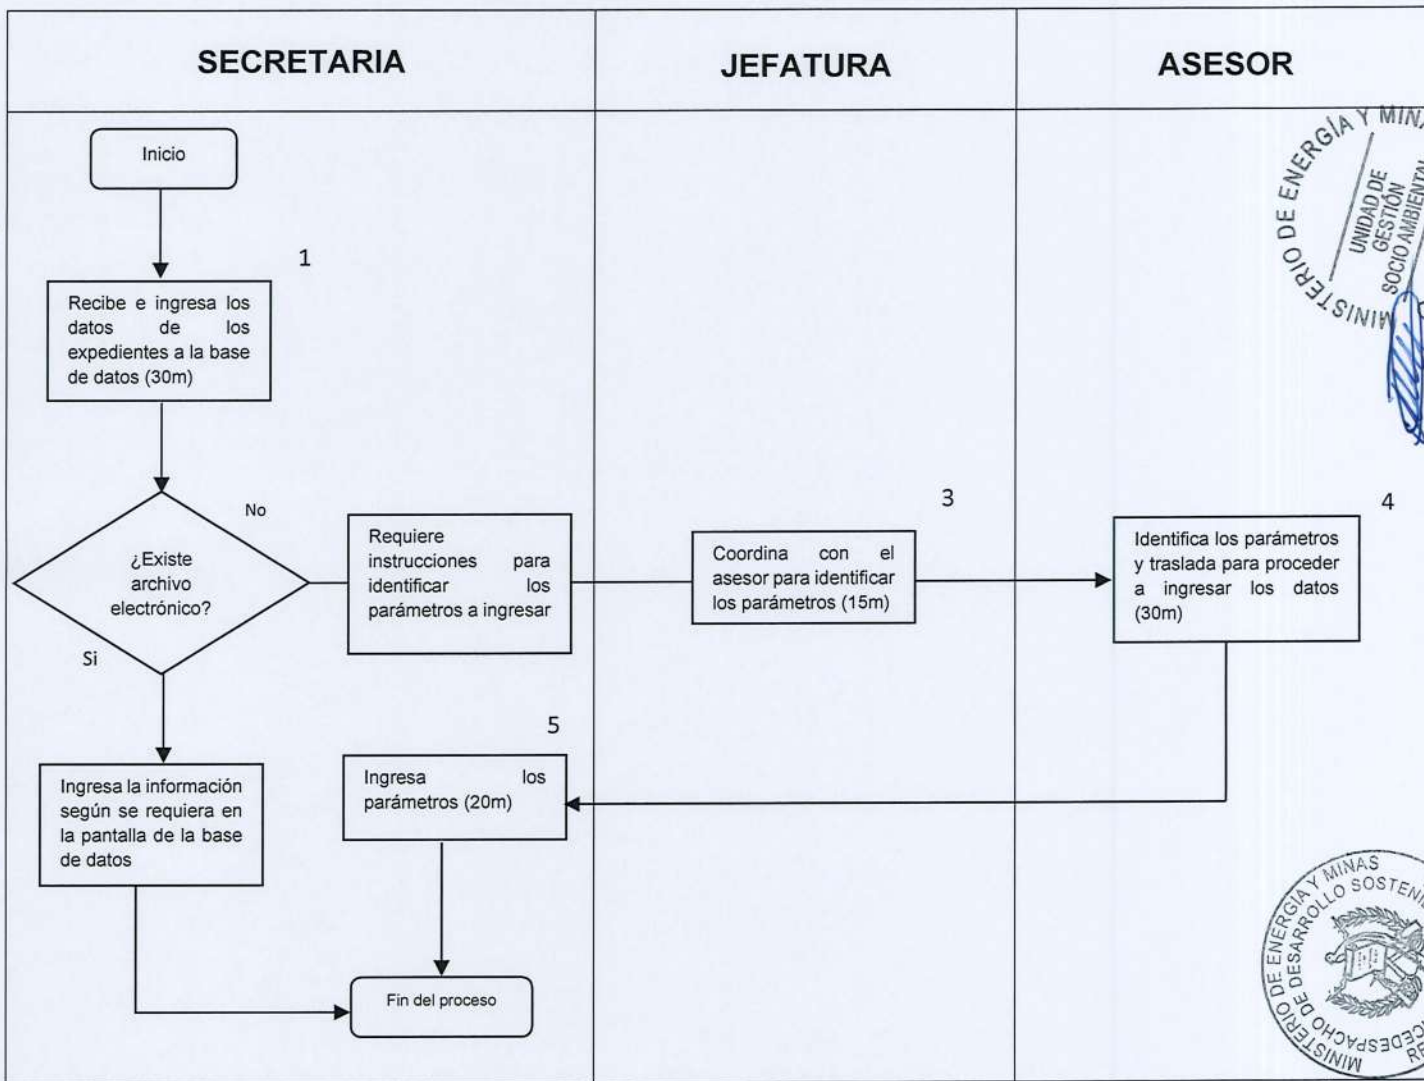 SECRETARIA
JEFATURA
ASESOR
Inicio
1
Recibe e ingresa los
datos de los
expedientes a la base
de datos (30m)
¿Existe
archivo
electrónico?
No
Si
Requiere
instrucciones para
identificar los
parámetros a ingresar
3
Coordina con el
asesor para identificar
los parámetros (15m)
4
Identifica los parámetros
y traslada para proceder
a ingresar los datos
(30m)
Ingresa la información
según se requiera en
la pantalla de la base
de datos
5
Ingresa los
parámetros (20m)
Fin del proceso
MINISTERIO DE ENERGÍA Y
UNIDAD DE
GESTIÓN
SOCIO AMBIENTAL
MINISTERIO DE ENERGIA Y MINAS
DE DESARROLLO